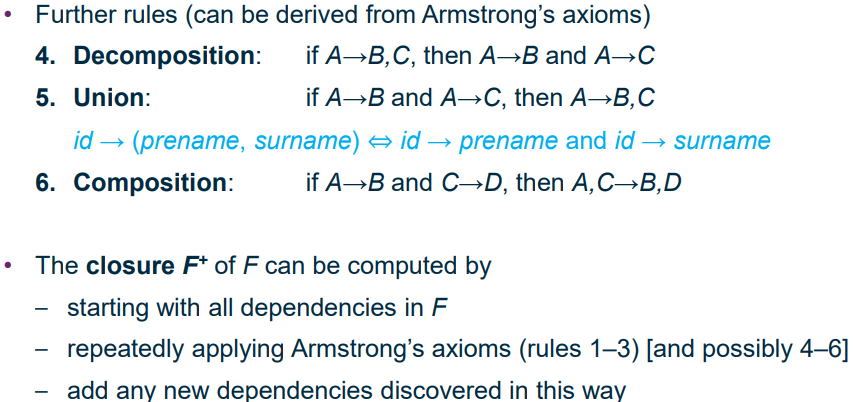 • Further rules (can be derived from Armstrong’s axioms)
4. Decomposition: if A→B,C, then A→B and A→C
5. Union: if A→B and A→C, then A→B,C
id → (prename, surname) ⇔ id → prename and id → surname
6. Composition: if A→B and C→D, then A,C→B,D
• The closure F⁺ of F can be computed by
– starting with all dependencies in F
– repeatedly applying Armstrong’s axioms (rules 1–3) [and possibly 4–6]
– add any new dependencies discovered in this way